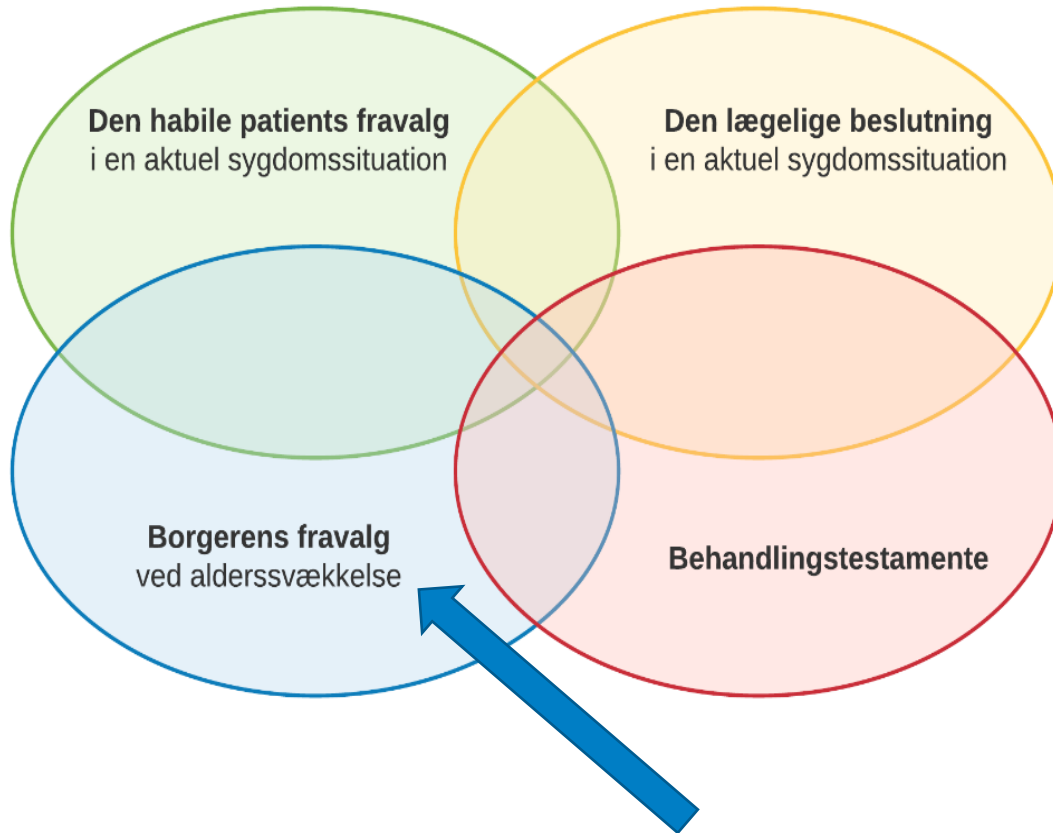 Den habile patients fravalg
i en aktuel sygdomssituation
Den lægelige beslutning
i en aktuel sygdomssituation
Borgerens fravalg
ved alderssvækkelse
Behandlingstestamente